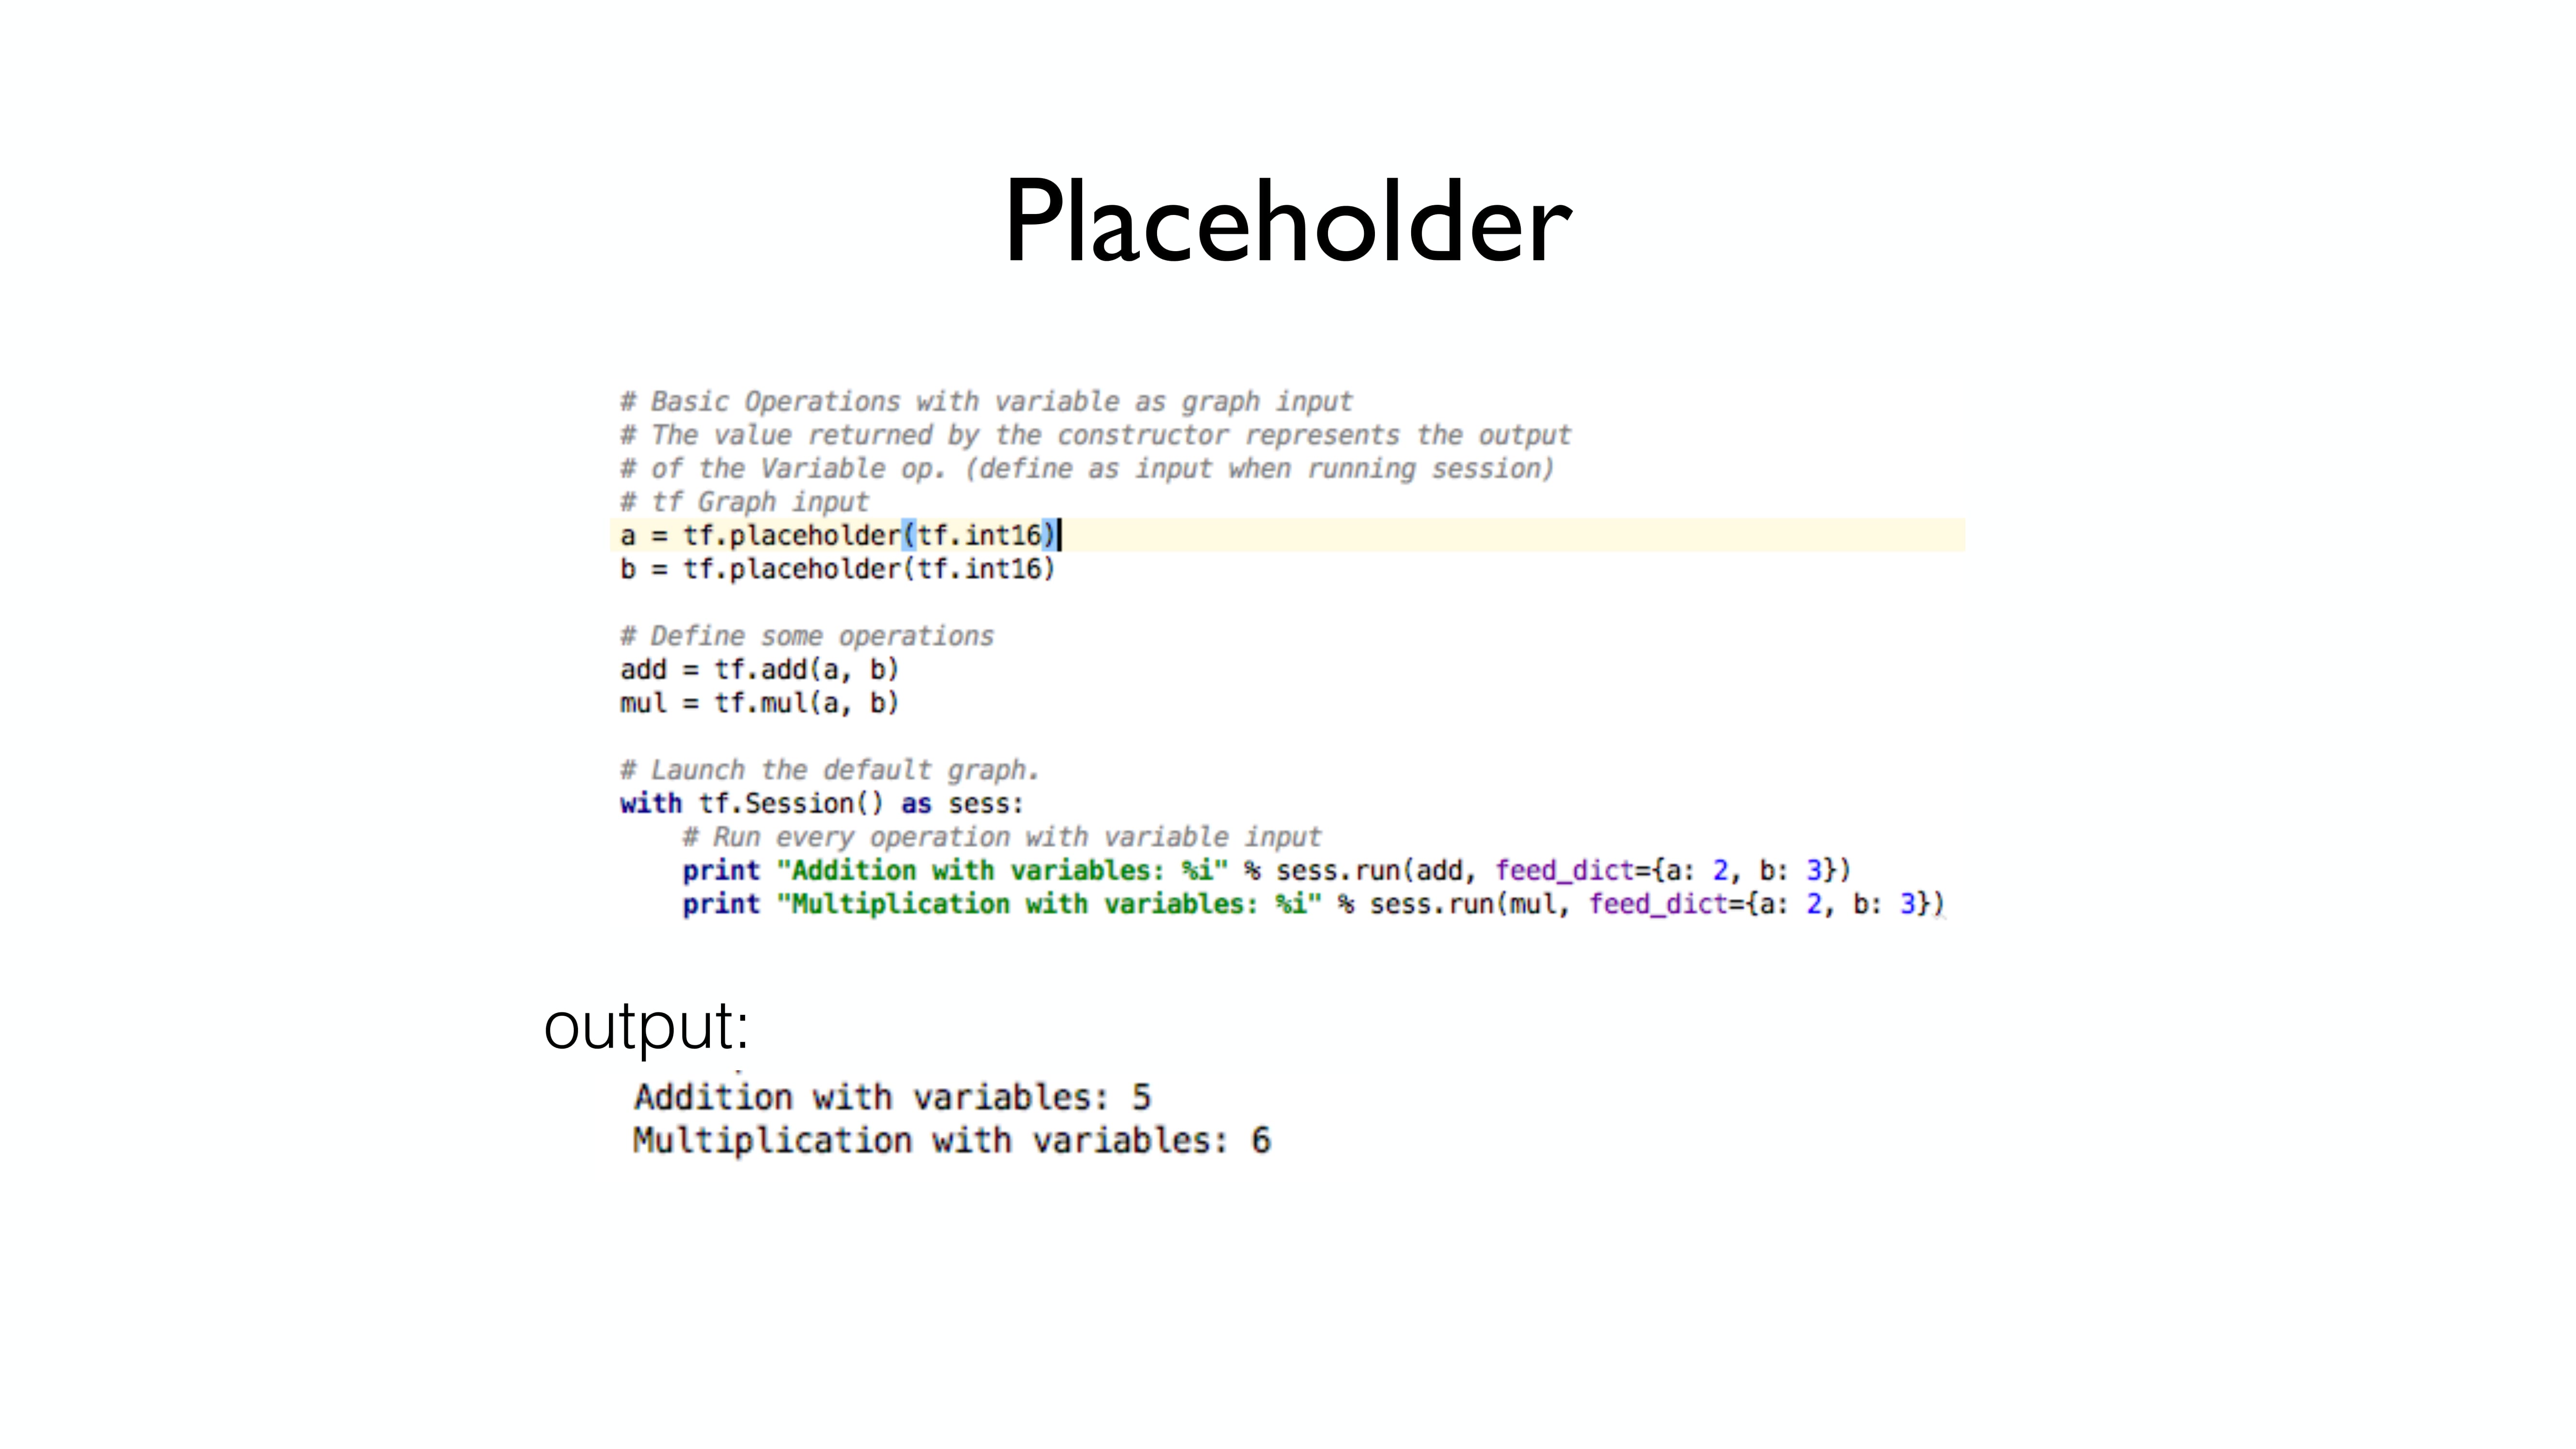 Placeholder
# Basic Operations with variable as graph input
# The value returned by the constructor represents the output
# of the Variable op. (define as input when running session)
# tf Graph input
a = tf.placeholder(tf.int16)
b = tf.placeholder(tf.int16)
# Define some operations
add = tf.add(a, b)
mul = tf.mul(a, b)
# Launch the default graph.
with tf.Session() as sess:
    # Run every operation with variable input
    print "Addition with variables: %i" % sess.run(add, feed_dict={a: 2, b: 3})
    print "Multiplication with variables: %i" % sess.run(mul, feed_dict={a: 2, b: 3})
output:
Addition with variables: 5
Multiplication with variables: 6